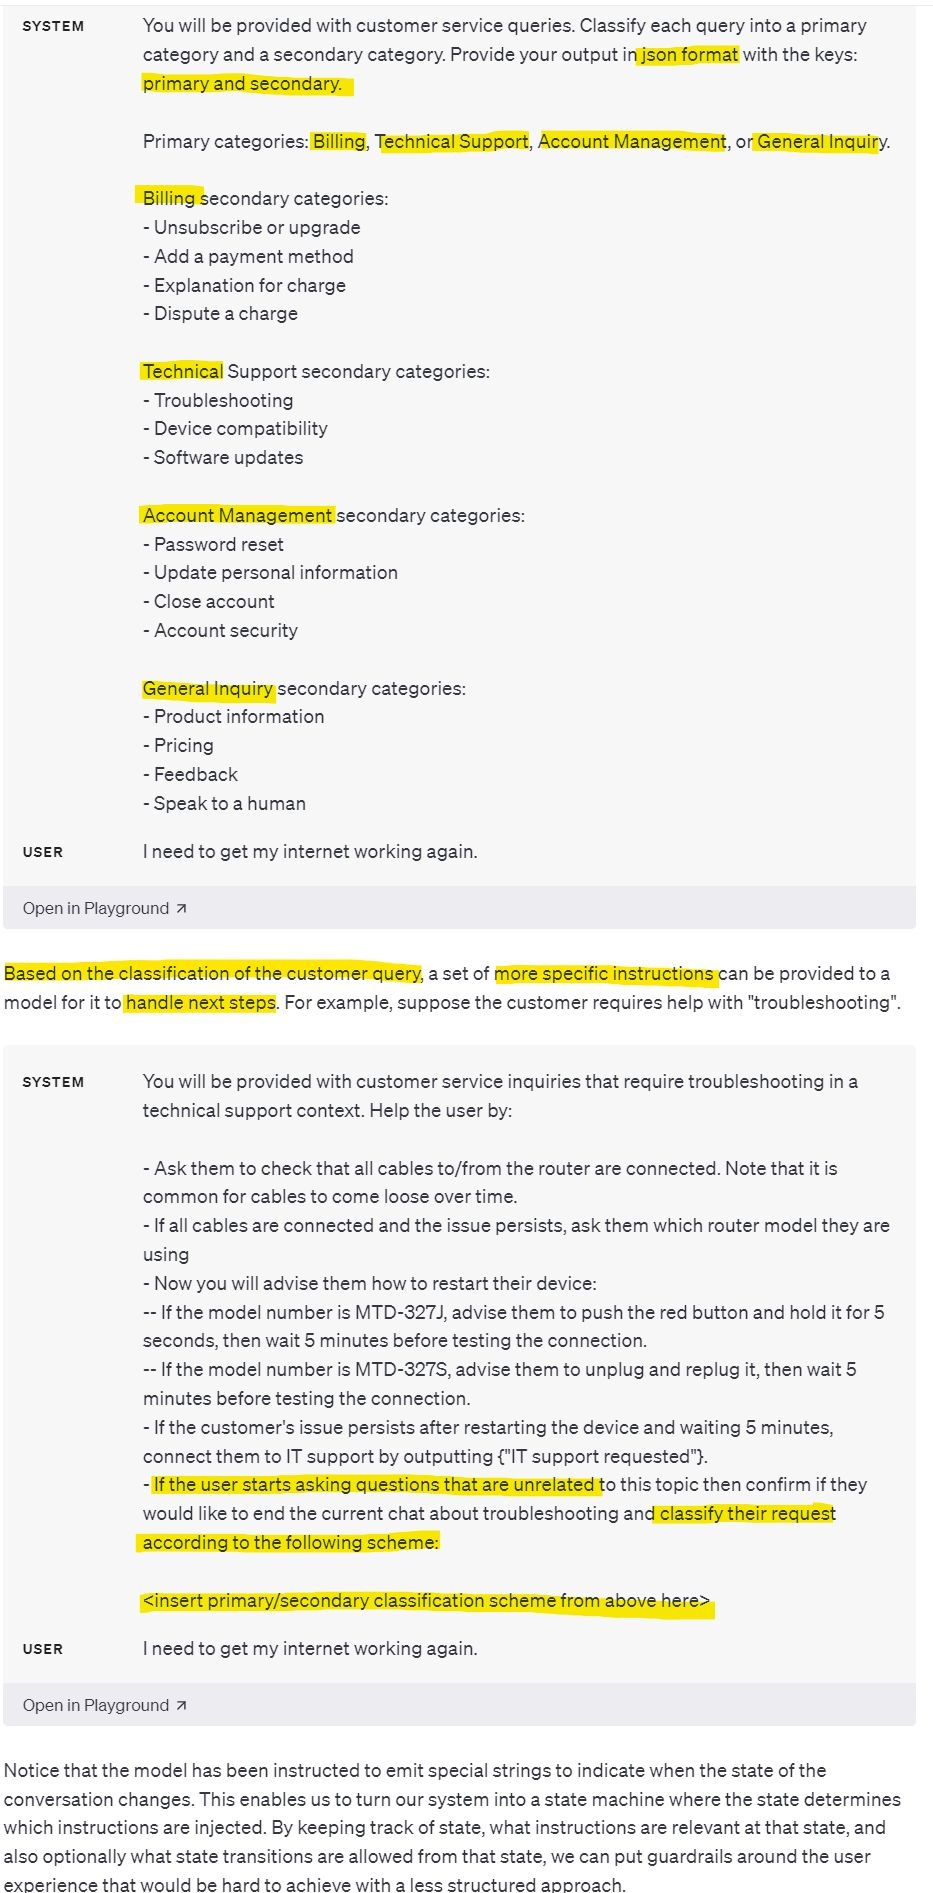 SYSTEM You will be provided with customer service queries. Classify each query into a primary
category and a secondary category. Provide your output in json format with the keys:
primary and secondary.
Primary categories: Billing, Technical Support, Account Management, or General Inquiry.
Billing secondary categories:
- Unsubscribe or upgrade
- Add a payment method
- Explanation for charge
- Dispute a charge
Technical Support secondary categories:
- Troubleshooting
- Device compatibility
- Software updates
Account Management secondary categories:
- Password reset
- Update personal information
- Close account
- Account security
General Inquiry secondary categories:
- Product information
- Pricing
- Feedback
- Speak to a human
USER I need to get my internet working again.
Open in Playground ↗
Based on the classification of the customer query, a set of more specific instructions can be provided to a
model for it to handle next steps. For example, suppose the customer requires help with "troubleshooting".
SYSTEM You will be provided with customer service inquiries that require troubleshooting in a
technical support context. Help the user by:
- Ask them to check that all cables to/from the router are connected. Note that it is
common for cables to come loose over time.
- If all cables are connected and the issue persists, ask them which router model they are
using
- Now you will advise them how to restart their device:
-- If the model number is MTD-327J, advise them to push the red button and hold it for 5
seconds, then wait 5 minutes before testing the connection.
-- If the model number is MTD-327S, advise them to unplug and replug it, then wait 5
minutes before testing the connection.
- If the customer's issue persists after restarting the device and waiting 5 minutes,
connect them to IT support by outputting {"IT support requested"}.
- If the user starts asking questions that are unrelated to this topic then confirm if they
would like to end the current chat about troubleshooting and classify their request
according to the following scheme:
<insert primary/secondary classification scheme from above here>
USER I need to get my internet working again.
Open in Playground ↗
Notice that the model has been instructed to emit special strings to indicate when the state of the
conversation changes. This enables us to turn our system into a state machine where the state determines
which instructions are injected. By keeping track of state, what instructions are relevant at that state, and
also optionally what state transitions are allowed from that state, we can put guardrails around the user
experience that would be hard to achieve with a less structured approach.